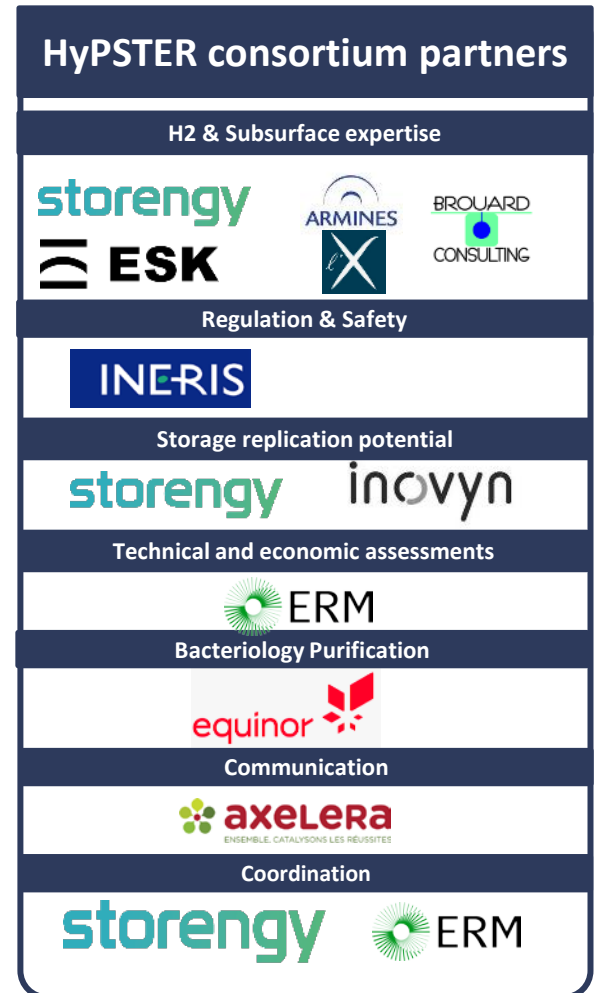 HyPSTER consortium partners
H2 & Subsurface expertise
storengy
ARMINES
BROUARD
CONSULTING
ESK
l'X
Regulation & Safety
INERIS
Storage replication potential
storengy
inovyn
Technical and economic assessments
ERM
Bacteriology Purification
equinor
Communication
axeLeRa
ENSEMBLE, CATALYSONS LES RÉUSSITES
Coordination
storengy
ERM